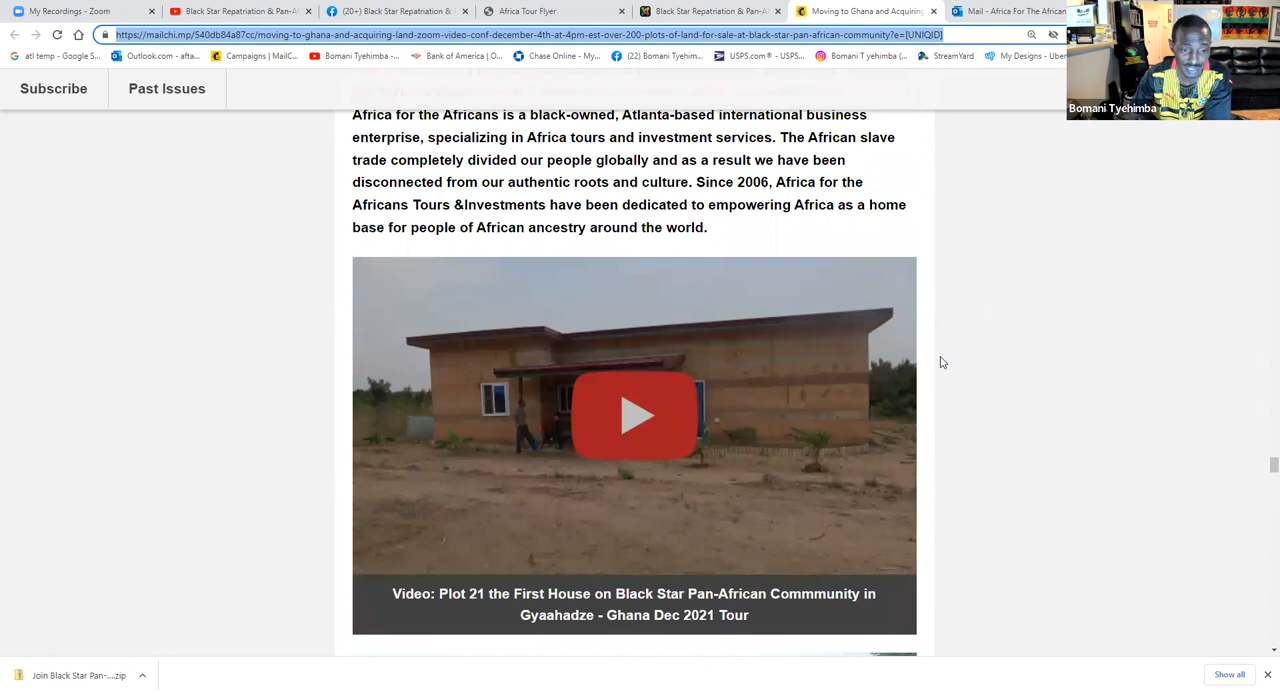 My Recordings - Zoom
Black Star Repatriation & Pan-Af
(20+) Black Star Repatriation &
Africa Tour Flyer
Black Star Repatriation & Pan-A
Moving to Ghana and Acquiring
Mail - Africa For The African
https://mailchi.mp/540db84a87cc/moving-to-ghana-and-acquring-land-zoom-video-conf-december-4th-at-4pm-est-over-200-plots-of-land-for-sale-at-black-star-pan-african-community?e=[UNIQID]
atl temp - Google S...
Outlook.com - afta...
Campaigns | MailC...
Bomani Tyehimba -...
Bank of America | O...
Chase Online - My...
(22) Bomani Tyehim...
USPS.com® - USPS...
Bomani T yehimba (...
StreamYard
My Designs - Uber
Bomani Tyehimba
Subscribe
Past Issues
Africa for the Africans is a black-owned, Atlanta-based international business
enterprise, specializing in Africa tours and investment services. The African slave
trade completely divided our people globally and as a result we have been
disconnected from our authentic roots and culture. Since 2006, Africa for the
Africans Tours &Investments have been dedicated to empowering Africa as a home
base for people of African ancestry around the world.
Video: Plot 21 the First House on Black Star Pan-African Commmunity in
Gyaahadze - Ghana Dec 2021 Tour
Join Black Star Pan-....zip
Show all